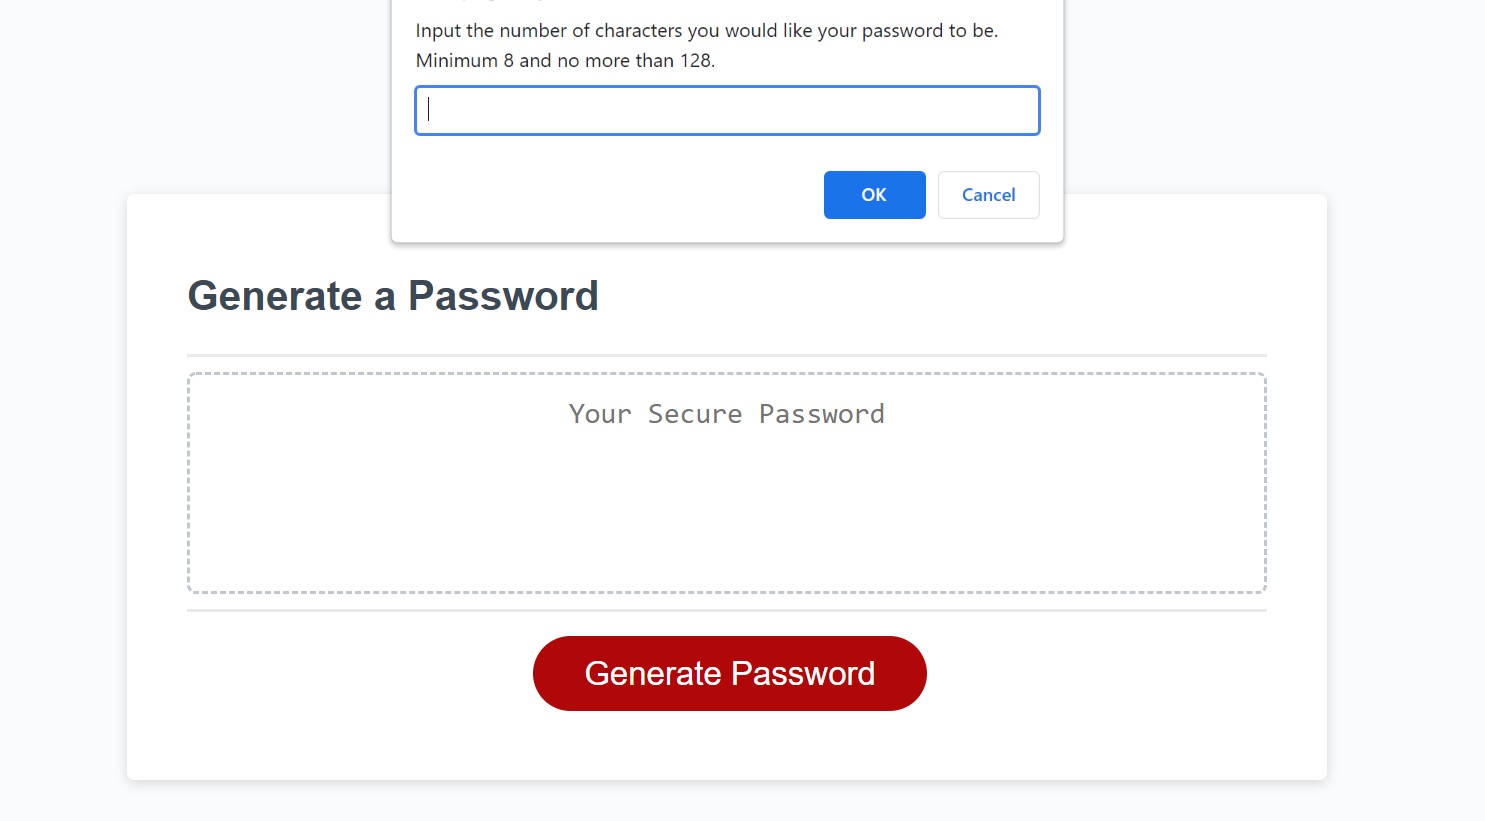 Input the number of characters you would like your password to be.
Minimum 8 and no more than 128.
OK
Cancel
Generate a Password
Your Secure Password
Generate Password